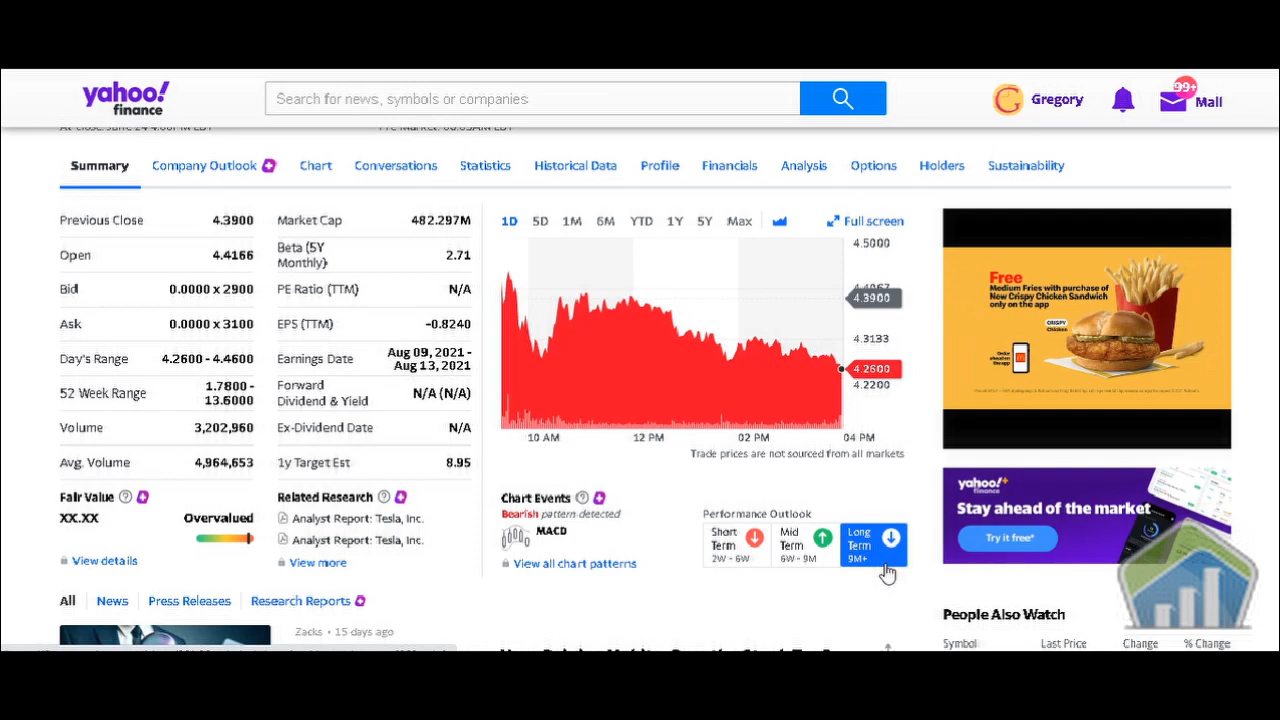 yahoo!
finance
Search for news, symbols or companies
Gregory
99+
Mail
At close: June 24 4:00PM EDT
Summary
Company Outlook
Chart
Conversations
Statistics
Historical Data
Profile
Financials
Analysis
Options
Holders
Sustainability
Previous Close 4.3900
Open 4.4166
Bid 0.0000 x 2900
Ask 0.0000 x 3100
Day's Range 4.2600 - 4.4600
52 Week Range 1.7800 -
13.6000
Volume 3,202,960
Avg. Volume 4,964,653
Market Cap 482.297M
Beta (5Y
Monthly) 2.71
PE Ratio (TTM) N/A
EPS (TTM) -0.8240
Earnings Date Aug 09, 2021 -
Aug 13, 2021
Forward
Dividend & Yield N/A (N/A)
Ex-Dividend Date N/A
1y Target Est 8.95
1D 5D 1M 6M YTD 1Y 5Y Max
Full screen
4.5000
4.3900
4.3133
4.2600
4.2200
10 AM 12 PM 02 PM 04 PM
Trade prices are not sourced from all markets
Fair Value
XX.XX Overvalued
View details
Related Research
Analyst Report: Tesla, Inc.
Analyst Report: Tesla, Inc.
View more
Chart Events
Bearish pattern detected
MACD
View all chart patterns
Performance Outlook
Short
Term
2W - 6W
Mid
Term
6W - 9M
Long
Term
9M+
Free
Medium Fries with purchase of
New Crispy Chicken Sandwich
only on the app
CRISPY
Chicken
yahoo!+
finance
Stay ahead of the market
Try it free*
All
News
Press Releases
Research Reports
Zacks • 15 days ago
People Also Watch
Symbol Last Price Change % Change